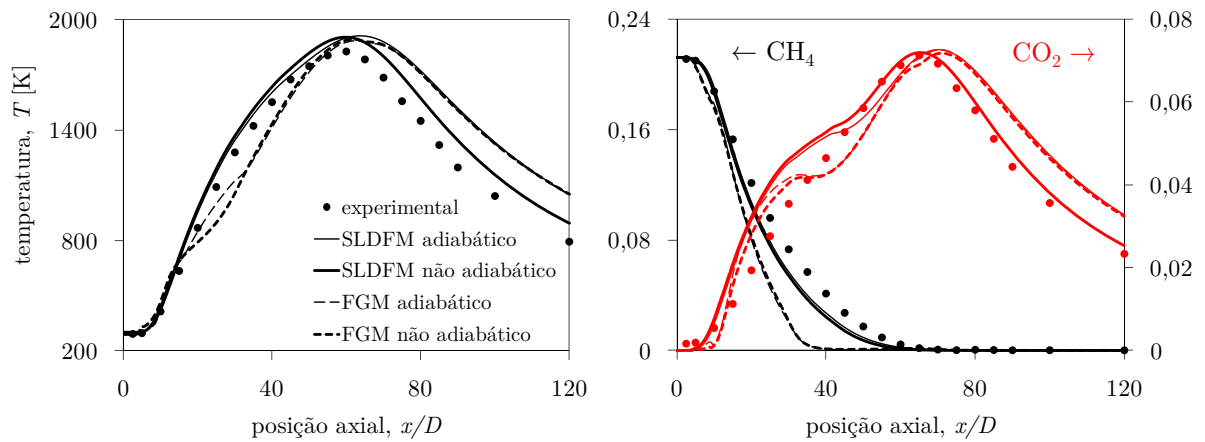 temperatura, T [K]
2000
1400
800
200
experimental
SLDFM adiabático
SLDFM não adiabático
FGM adiabático
FGM não adiabático
0
40
80
120
posição axial, x/D
0,24
0,16
0,08
0
← CH4
CO2 →
0,08
0,06
0,04
0,02
0
0
40
80
120
posição axial, x/D